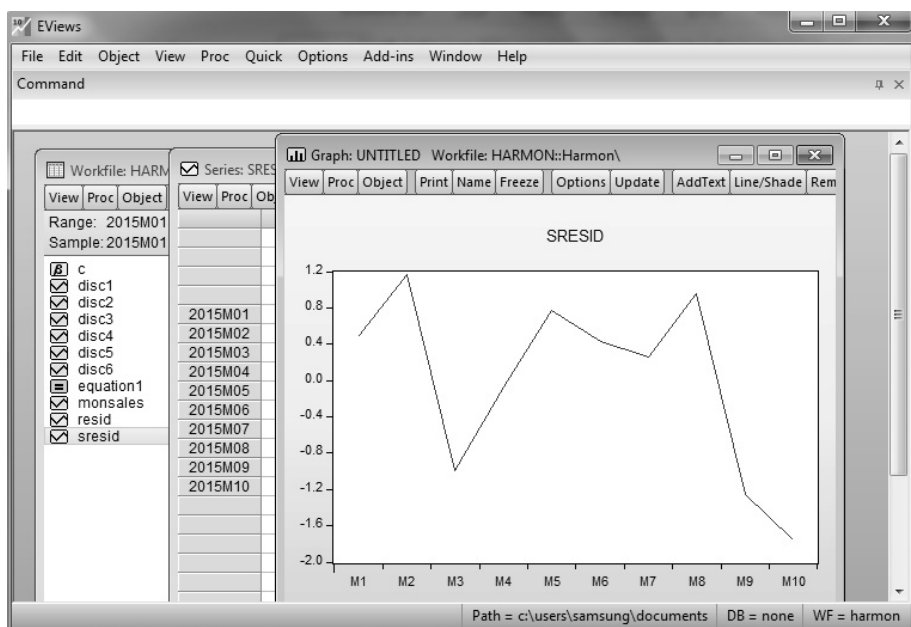 EViews
File Edit Object View Proc Quick Options Add-ins Window Help
Command
Workfile: HARM
View Proc Object
Range: 2015M01
Sample: 2015M01
c
disc1
disc2
disc3
disc4
disc5
disc6
equation1
monsales
resid
sresid
Series: SRES
View Proc Obj
2015M01
2015M02
2015M03
2015M04
2015M05
2015M06
2015M07
2015M08
2015M09
2015M10
Graph: UNTITLED Workfile: HARMON::Harmon\
View Proc Object Print Name Freeze Options Update AddText Line/Shade Rem
SRESID
1.2
0.8
0.4
0.0
-0.4
-0.8
-1.2
-1.6
-2.0
M1 M2 M3 M4 M5 M6 M7 M8 M9 M10
Path = c:\users\samsung\documents DB = none WF = harmon